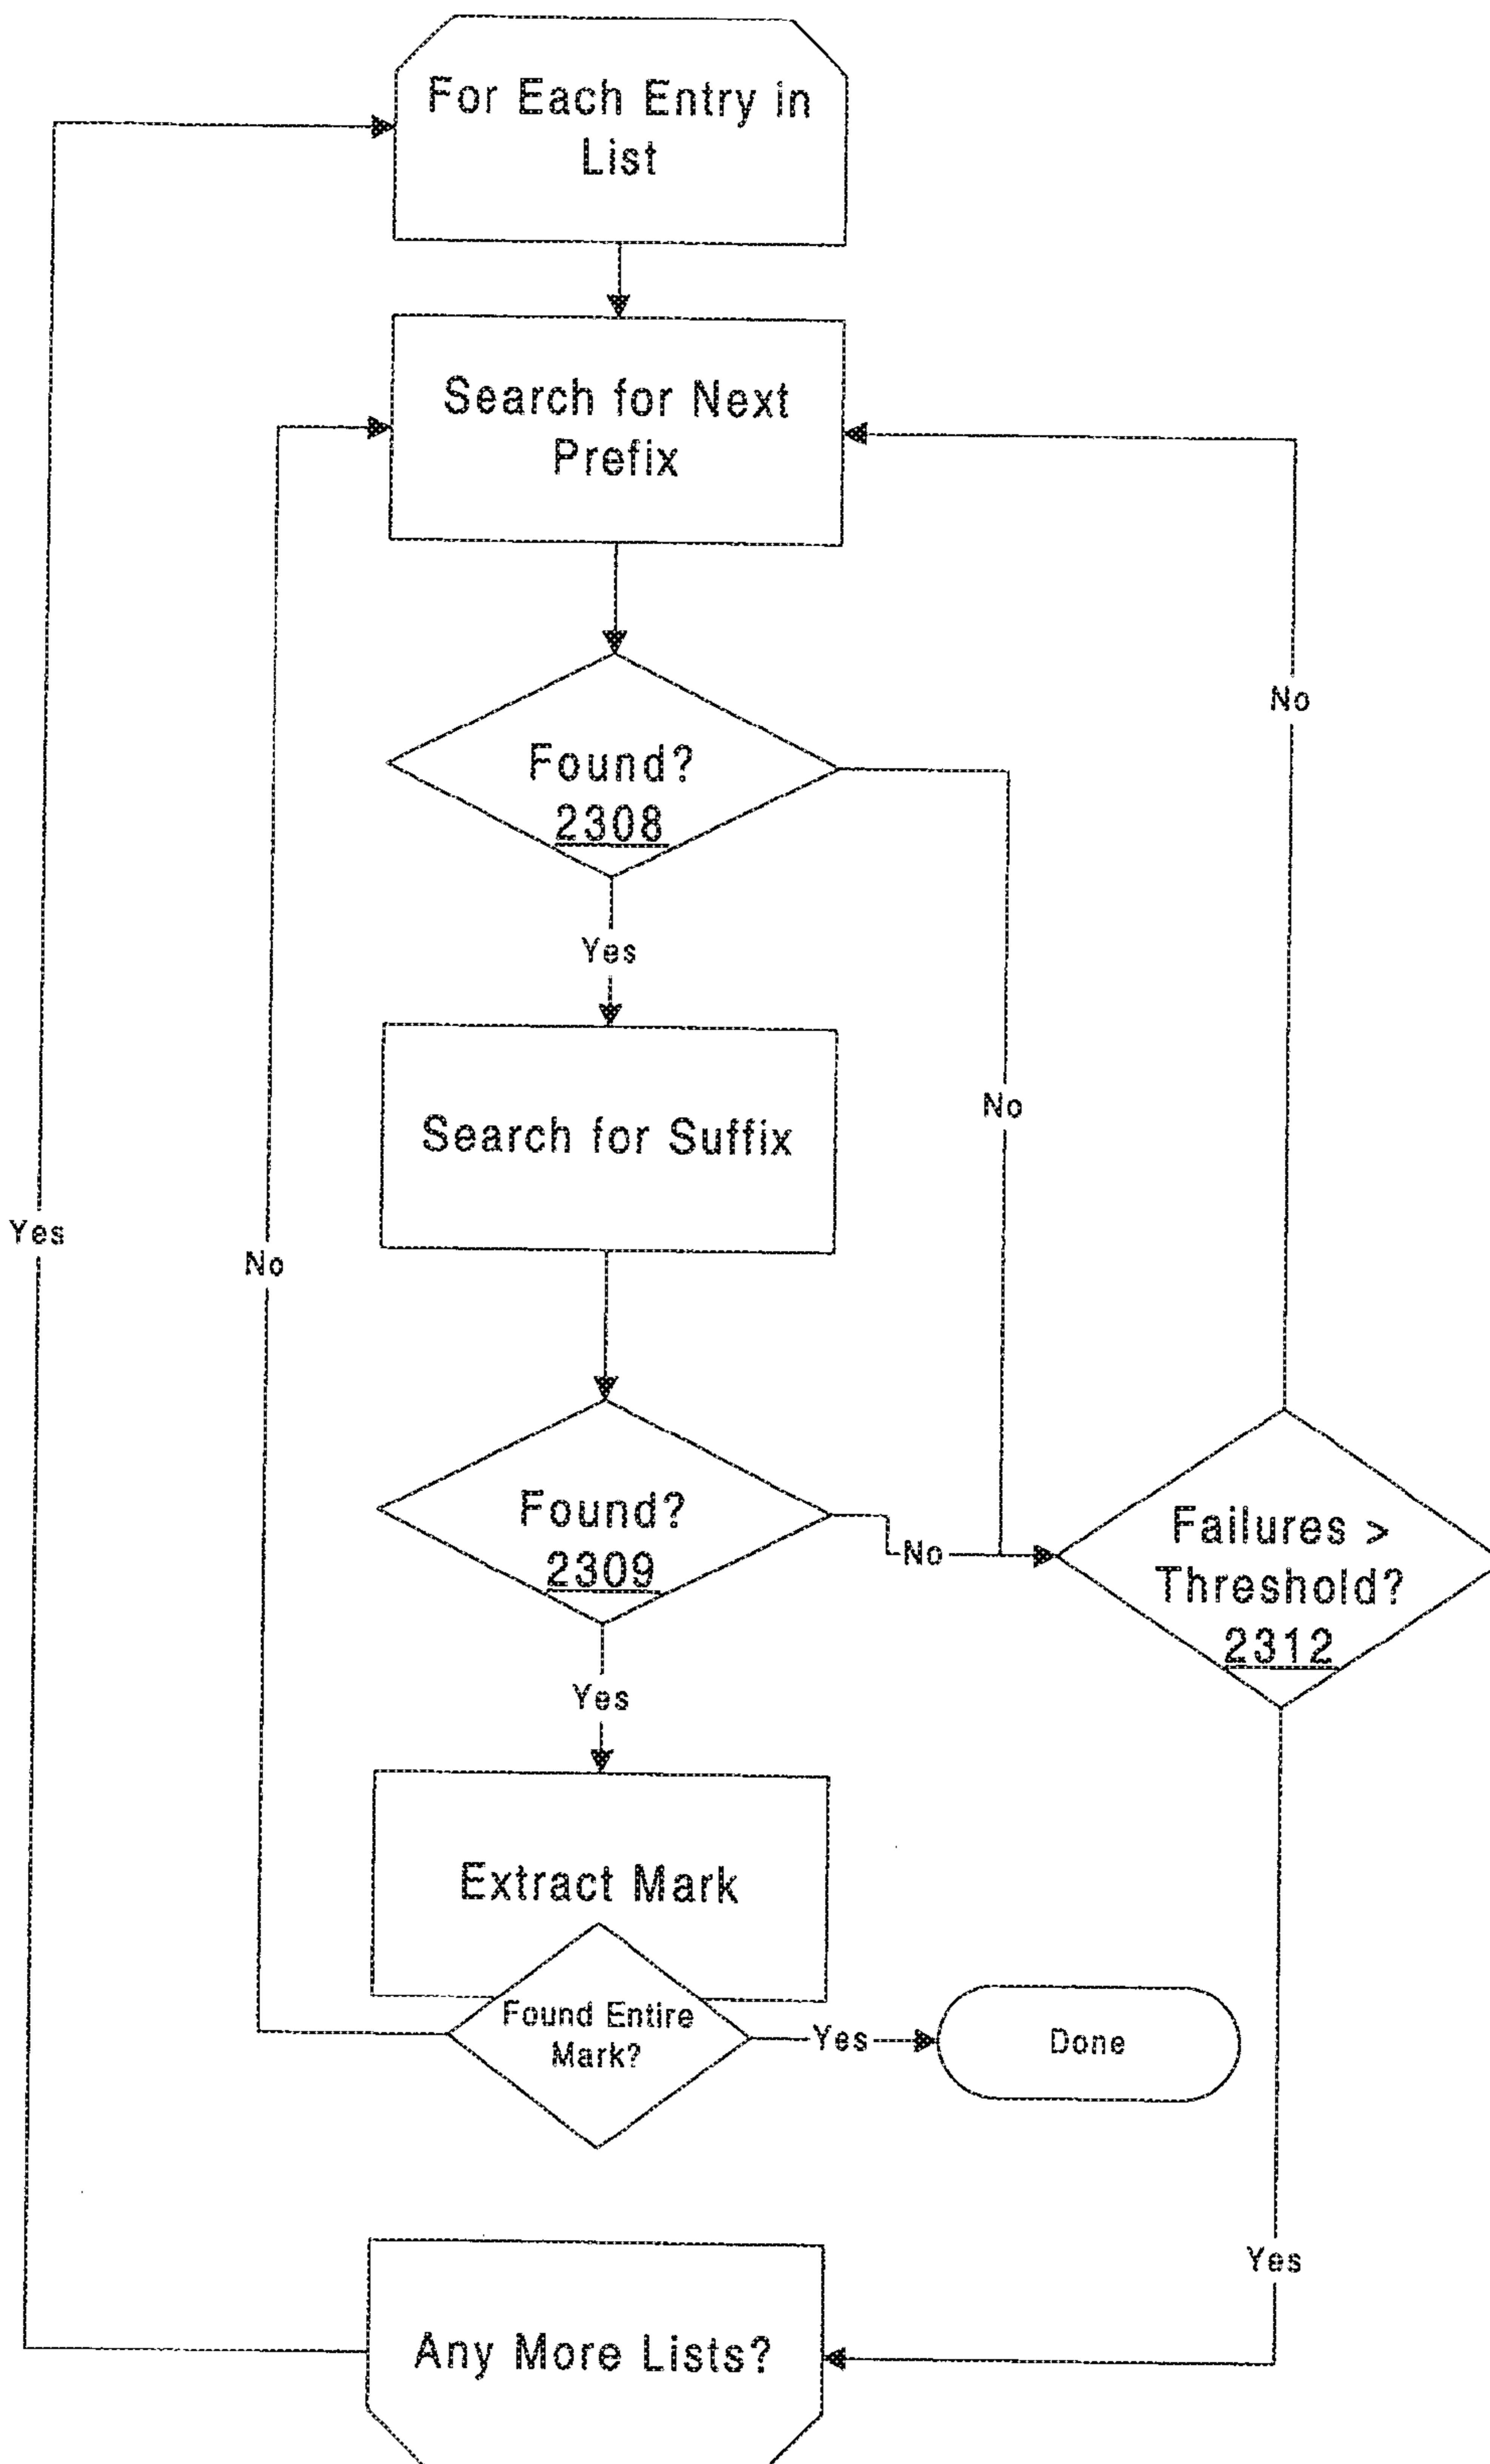 For Each Entry in
List
Search for Next
Prefix
No
Found?
2308
Yes
Search for Suffix
No
Yes
No
Found?
2309
No
Failures >
Threshold?
2312
Yes
Extract Mark
Found Entire
Mark?
Yes
Done
Yes
Any More Lists?